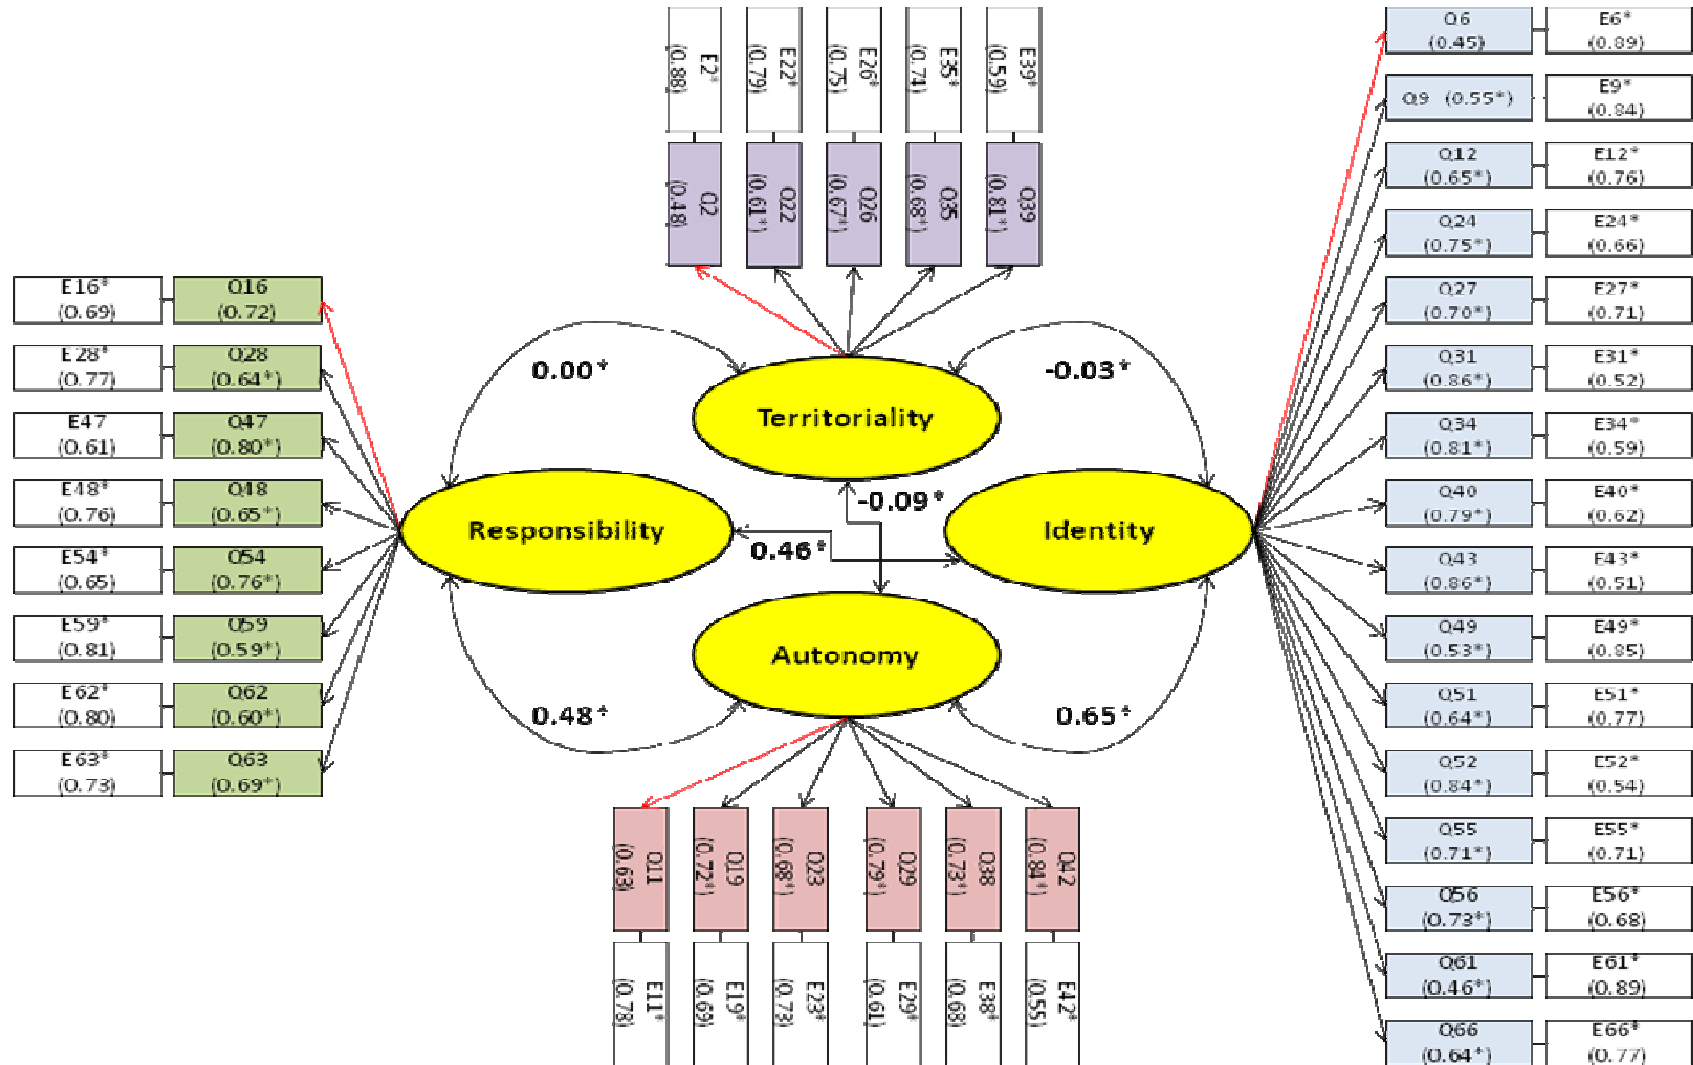 E2*
(0.88)
E22*
(0.79)
E26*
(0.75)
E35*
(0.74)
E39*
(0.59)
Q2
(0.48)
Q22
(0.61*)
Q26
(0.67*)
Q35
(0.68*)
Q39
(0.81*)
E16*
(0.69)
Q16
(0.72)
E28*
(0.77)
Q28
(0.64*)
E47
(0.61)
Q47
(0.80*)
E48*
(0.76)
Q48
(0.65*)
E54*
(0.65)
Q54
(0.76*)
E59*
(0.81)
Q59
(0.59*)
E62*
(0.80)
Q62
(0.60*)
E63*
(0.73)
Q63
(0.69*)
0.00*
-0.03*
Territoriality
-0.09*
Responsibility
Identity
0.46*
Autonomy
0.48*
0.65*
Q11
(0.63)
Q19
(0.72*)
Q23
(0.68*)
Q29
(0.79*)
Q38
(0.73*)
Q42
(0.84*)
E11*
(0.78)
E19*
(0.69)
E23*
(0.73)
E29*
(0.61)
E38*
(0.68)
E42*
(0.55)
Q6
(0.45)
E6*
(0.89)
Q9 (0.55*)
E9*
(0.84)
Q12
(0.65*)
E12*
(0.76)
Q24
(0.75*)
E24*
(0.66)
Q27
(0.70*)
E27*
(0.71)
Q31
(0.86*)
E31*
(0.52)
Q34
(0.81*)
E34*
(0.59)
Q40
(0.79*)
E40*
(0.62)
Q43
(0.86*)
E43*
(0.51)
Q49
(0.53*)
E49*
(0.85)
Q51
(0.64*)
E51*
(0.77)
Q52
(0.84*)
E52*
(0.54)
Q55
(0.71*)
E55*
(0.71)
Q56
(0.73*)
E56*
(0.68)
Q61
(0.46*)
E61*
(0.89)
Q66
(0.64*)
E66*
(0.77)